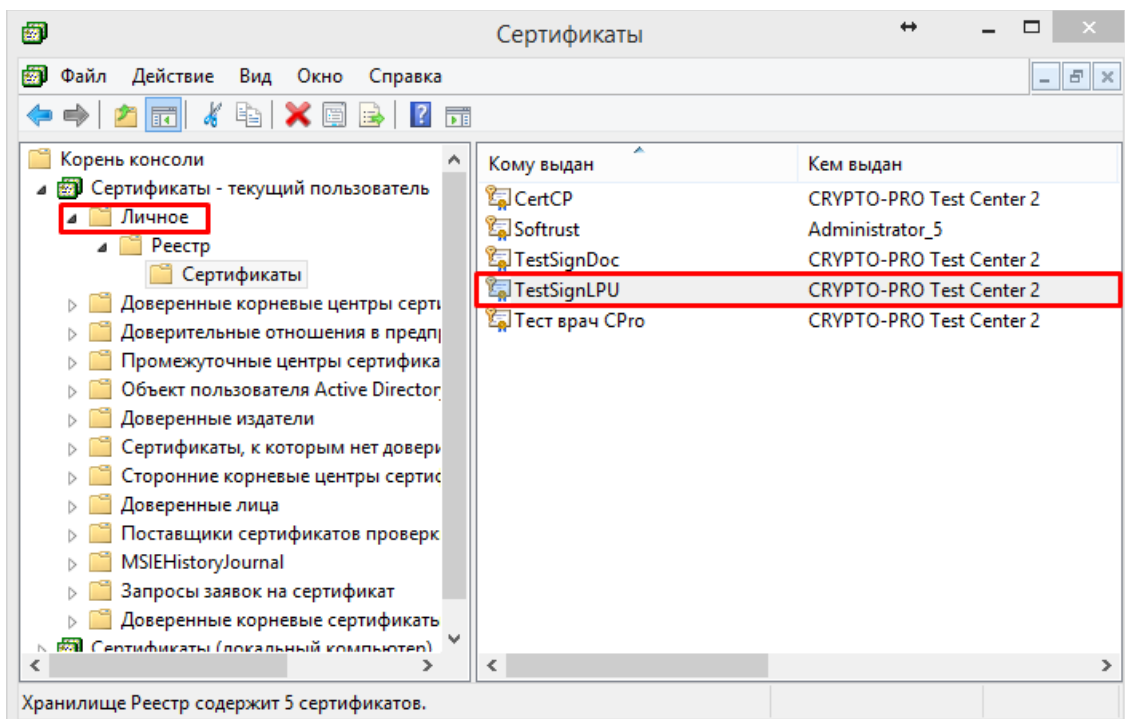 Сертификаты
Файл Действие Вид Окно Справка
Корень консоли
Сертификаты - текущий пользователь
Личное
Реестр
Сертификаты
Доверенные корневые центры серти
Доверительные отношения в предп
Промежуточные центры сертифика
Объект пользователя Active Director
Доверенные издатели
Сертификаты, к которым нет довери
Сторонние корневые центры сертис
Доверенные лица
Поставщики сертификатов проверк
MSIEHistoryJournal
Запросы заявок на сертификат
Доверенные корневые сертификать
Сертификаты (локальный компьютер)
Кому выдан Кем выдан
CertCP CRYPTO-PRO Test Center 2
Softrust Administrator_5
TestSignDoc CRYPTO-PRO Test Center 2
TestSignLPU CRYPTO-PRO Test Center 2
Тест врач CPro CRYPTO-PRO Test Center 2
Хранилище Реестр содержит 5 сертификатов.